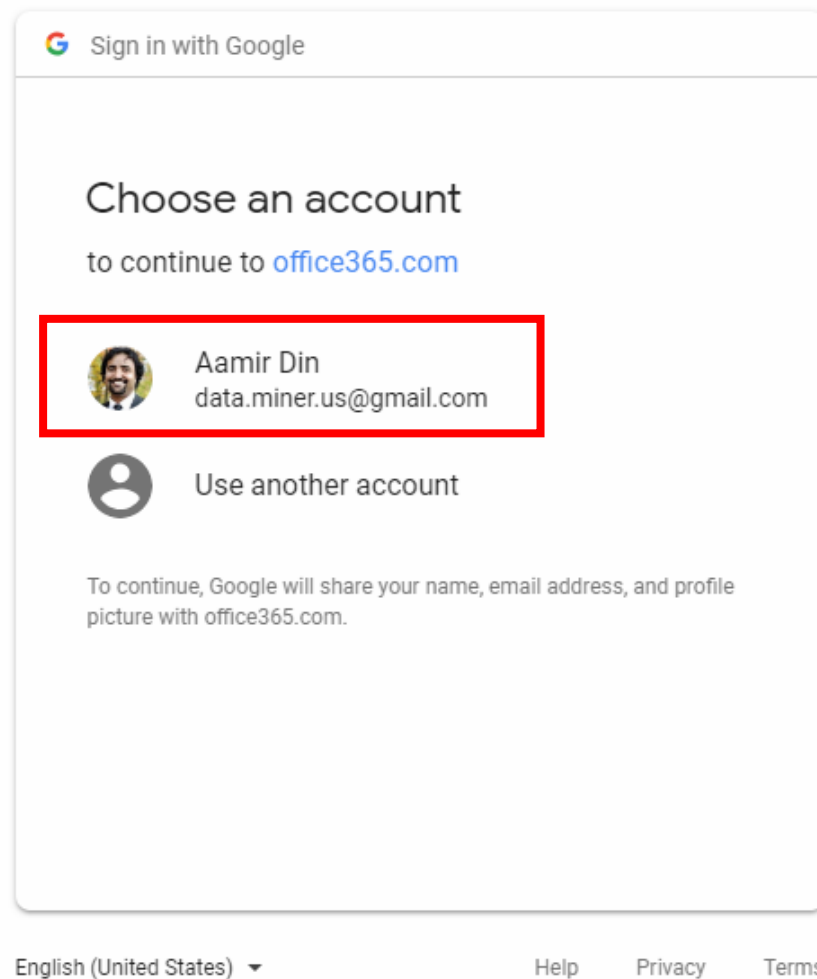 Sign in with Google
Choose an account
to continue to office365.com
Aamir Din
data.miner.us@gmail.com
Use another account
To continue, Google will share your name, email address, and profile
picture with office365.com.
English (United States) Help Privacy Terms